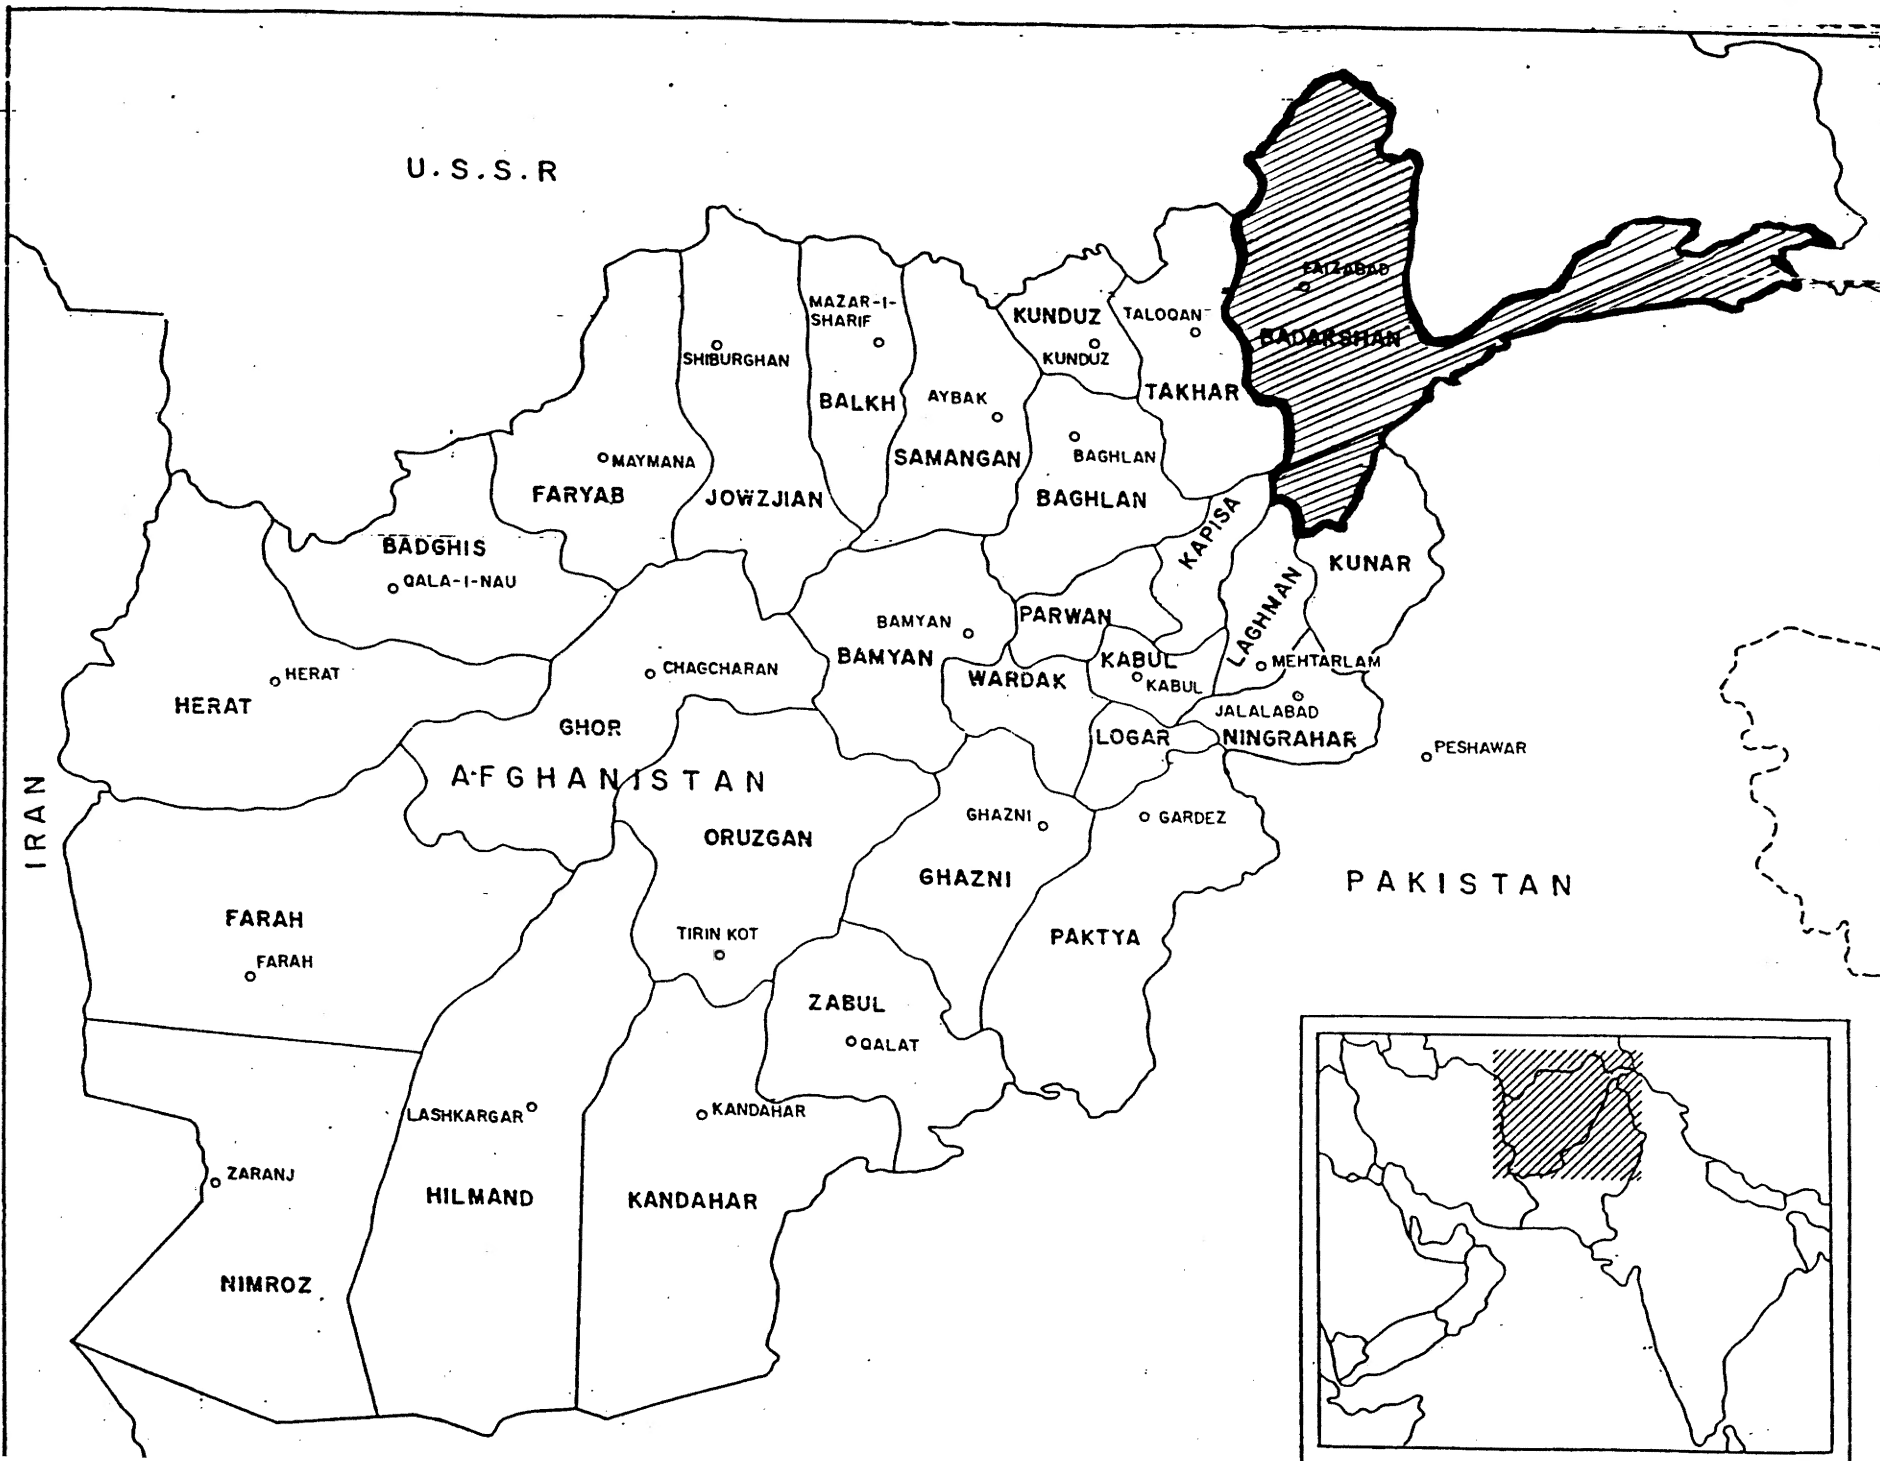 U.S.S.R
FAIZABAD
BADAKSHAN
MAZAR-I-
SHARIF
KUNDUZ
KUNDUZ
TALOQAN
TAKHAR
SHIBURGHAN
BALKH
AYBAK
SAMANGAN
BAGHLAN
BAGHLAN
MAYMANA
FARYAB
JOWZJIAN
KAPISA
BADGHIS
QALA-I-NAU
KUNAR
LAGHMAN
PARWAN
BAMYAN
BAMYAN
KABUL
KABUL
MEHTARLAM
HERAT
HERAT
CHAGCHARAN
WARDAK
GHOR
JALALABAD
LOGAR
NINGRAHAR
PESHAWAR
IRAN
AFGHANISTAN
GHAZNI
GARDEZ
ORUZGAN
GHAZNI
PAKISTAN
FARAH
FARAH
TIRIN KOT
PAKTYA
ZABUL
QALAT
LASHKARGAR
KANDAHAR
ZARANJ
HILMAND
KANDAHAR
NIMROZ